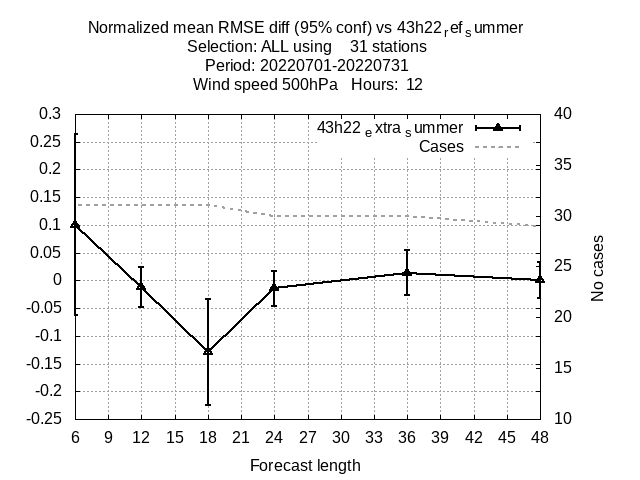 Normalized mean RMSE diff (95% conf) vs 43h22refsummer
Selection: ALL using 31 stations
Period: 20220701-20220731
Wind speed 500hPa Hours: 12
43h22extrasummer
Cases
0.3
0.25
0.2
0.15
0.1
0.05
0
-0.05
-0.1
-0.15
-0.2
-0.25
40
35
30
25
20
15
10
No cases
6 9 12 15 18 21 24 27 30 33 36 39 42 45 48
Forecast length